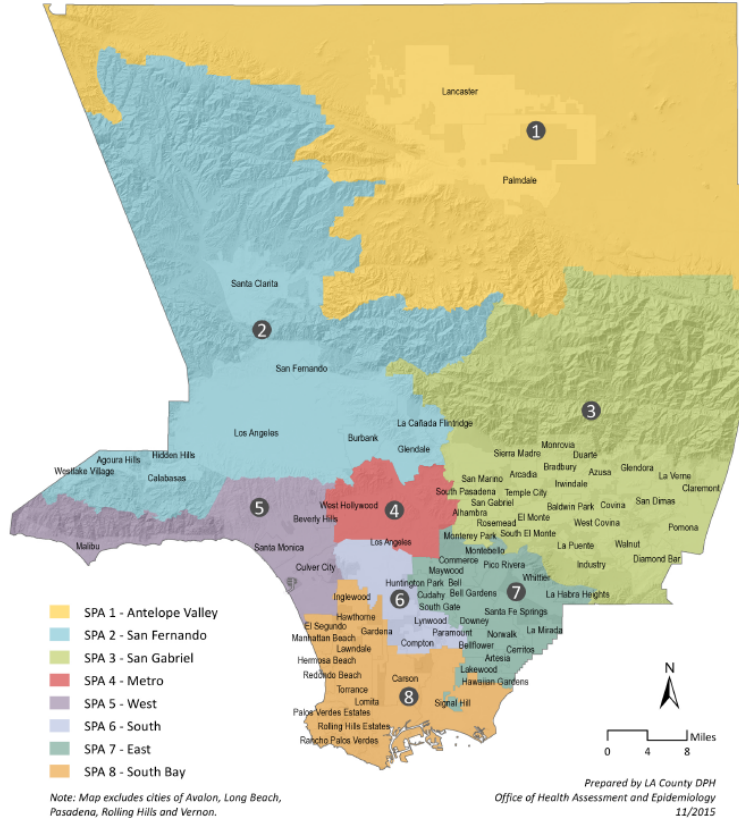 Lancaster
1
Palmdale
Santa Clarita
2
San Fernando
3
Los Angeles
Burbank
La Cañada Flintridge
Glendale
Agoura Hills
Hidden Hills
Westlake Village
Calabasas
Monrovia
Sierra Madre
Duarte
Bradbury
Glendora
San Marino
Arcadia
Azusa
La Verne
Irwindale
Claremont
South Pasadena
Temple City
San Gabriel
Baldwin Park
Covina
San Dimas
Alhambra
El Monte
Rosemead
West Covina
Pomona
Monterey Park
South El Monte
La Puente
Walnut
Industry
Diamond Bar
5
West Hollywood
4
Beverly Hills
Los Angeles
Malibu
Santa Monica
Culver City
Montebello
Commerce
Pico Rivera
Maywood
Whittier
Huntington Park
Bell
7
La Habra Heights
Cudahy
Bell Gardens
6
South Gate
Santa Fe Springs
Lynwood
Downey
Paramount
Norwalk
La Mirada
Compton
Bellflower
Cerritos
Artesia
Lakewood
Hawaiian Gardens
Inglewood
Hawthorne
El Segundo
Gardena
Manhattan Beach
Lawndale
Hermosa Beach
Redondo Beach
Carson
Torrance
8
Lomita
Signal Hill
Palos Verdes Estates
Rolling Hills Estates
Rancho Palos Verdes
SPA 1 - Antelope Valley
SPA 2 - San Fernando
SPA 3 - San Gabriel
SPA 4 - Metro
SPA 5 - West
SPA 6 - South
SPA 7 - East
SPA 8 - South Bay
N
Miles
0 4 8
Note: Map excludes cities of Avalon, Long Beach,
Pasadena, Rolling Hills and Vernon.
Prepared by LA County DPH
Office of Health Assessment and Epidemiology
11/2015